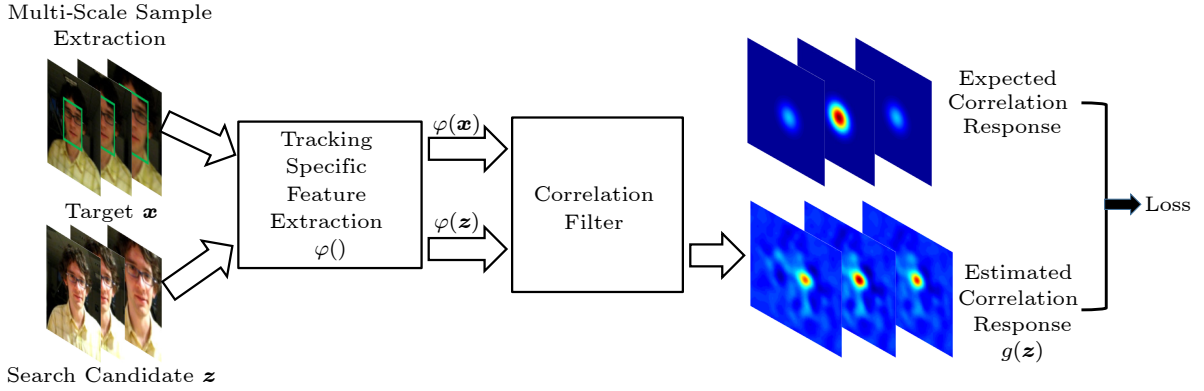 Multi-Scale Sample
Extraction
Target x
Search Candidate z
Tracking
Specific
Feature
Extraction
φ()
φ(x)
φ(z)
Correlation
Filter
Expected
Correlation
Response
Estimated
Correlation
Response
g(z)
Loss